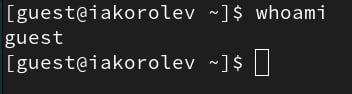 [guest@iakorolev ~]$ whoami
guest
[guest@iakorolev ~]$